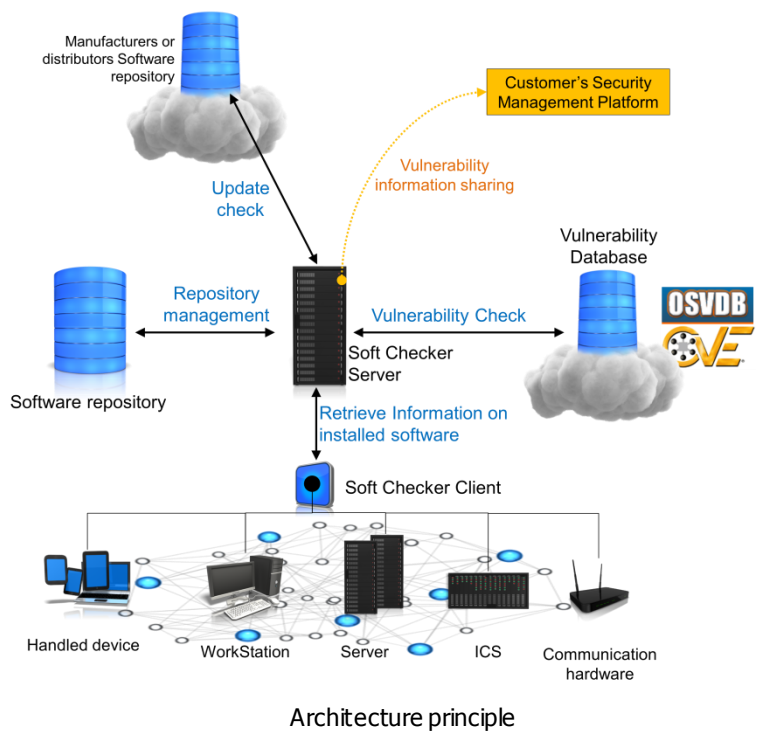 Manufacturers or
distributors Software
repository
Customer's Security
Management Platform
Vulnerability
information sharing
Update
check
Vulnerability
Database
OSVDB
CVE
Repository
management
Vulnerability Check
Soft Checker
Server
Software repository
Retrieve Information on
installed software
Soft Checker Client
Handled device
WorkStation
Server
ICS
Communication
hardware
Architecture principle